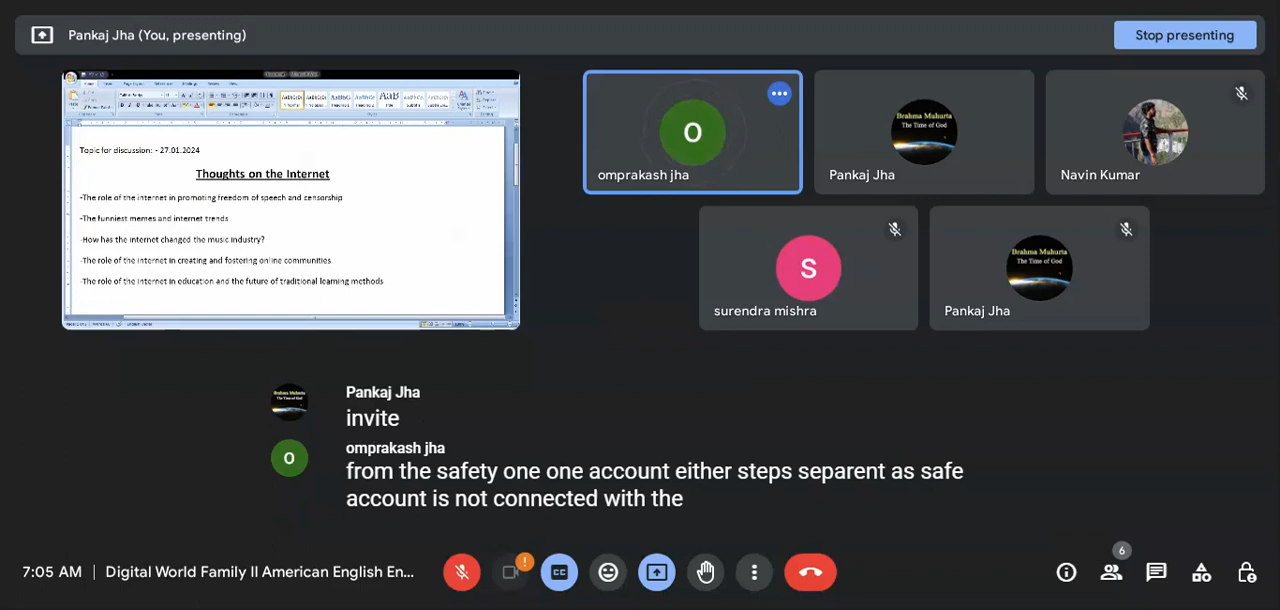 Pankaj Jha (You, presenting)
Stop presenting
Topic for discussion: - 27.01.2024
Thoughts on the Internet
-The role of the internet in promoting freedom of speech and censorship
-The funniest memes and internet trends
-How has the internet changed the music industry?
-The role of the internet in creating and fostering online communities
-The role of the internet in education and the future of traditional learning methods
O
omprakash jha
Brahma Muhurta
The Time of God
Pankaj Jha
Navin Kumar
S
surendra mishra
Brahma Muhurta
The Time of God
Pankaj Jha
Pankaj Jha
invite
O
omprakash jha
from the safety one one account either steps separent as safe
account is not connected with the
7:05 AM | Digital World Family II American English En...
CC
6